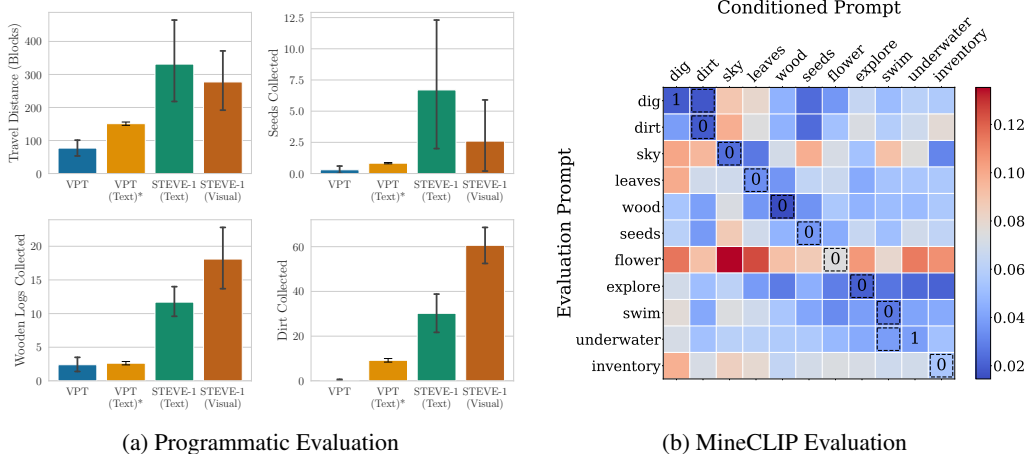 Travel Distance (Blocks)
400
300
200
100
0
VPT
VPT
(Text)*
STEVE-1
(Text)
STEVE-1
(Visual)
Seeds Collected
12.5
10.0
7.5
5.0
2.5
0.0
VPT
VPT
(Text)*
STEVE-1
(Text)
STEVE-1
(Visual)
Wooden Logs Collected
20
15
10
5
0
VPT
VPT
(Text)*
STEVE-1
(Text)
STEVE-1
(Visual)
Dirt Collected
60
40
20
0
VPT
VPT
(Text)*
STEVE-1
(Text)
STEVE-1
(Visual)
(a) Programmatic Evaluation
Conditioned Prompt
dig
dirt
sky
leaves
wood
seeds
flower
explore
swim
underwater
inventory
Evaluation Prompt
dig 1
dirt 0
sky 0
leaves 0
wood 0
seeds 0
flower 0
explore 0
swim 0
underwater 1
inventory 0
0.12
0.10
0.08
0.06
0.04
0.02
(b) MineCLIP Evaluation